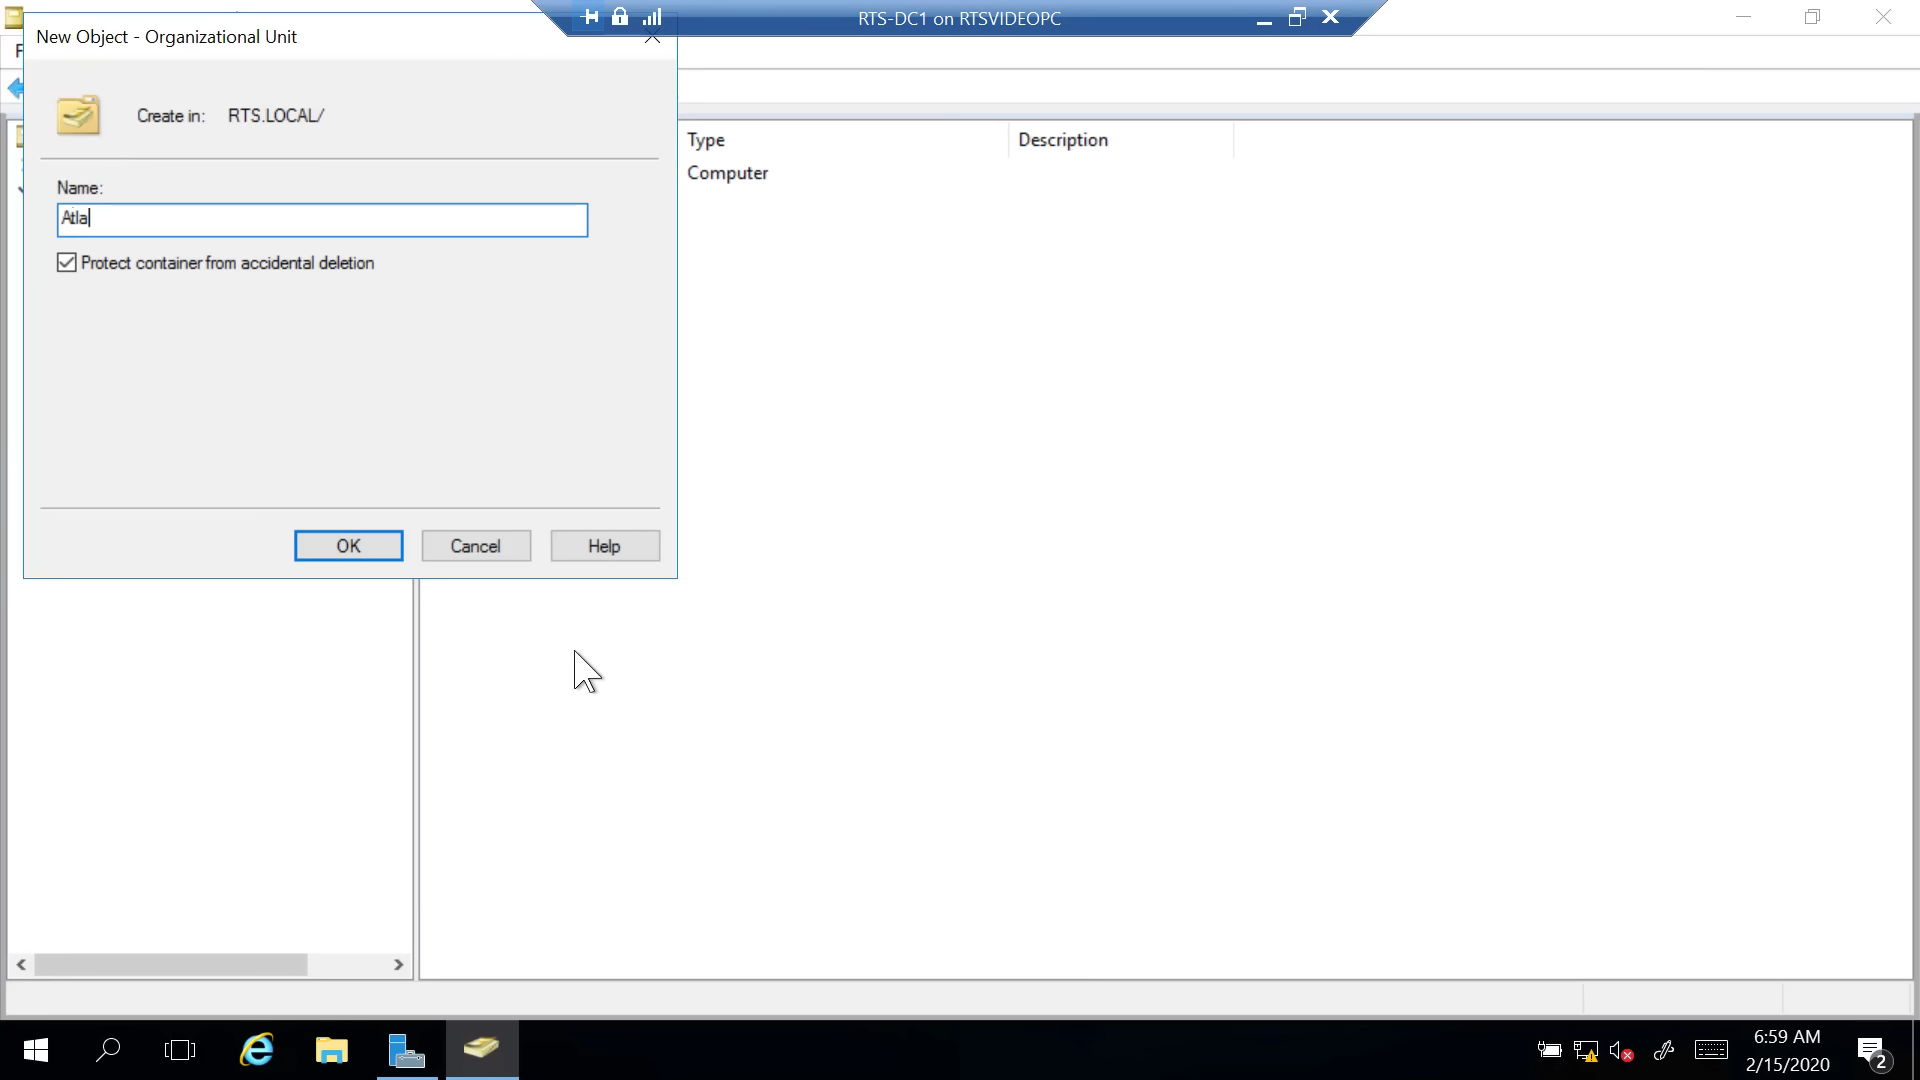 RTS-DC1 on RTSVIDEOPC
New Object - Organizational Unit
F
Create in: RTS.LOCAL/
Type Description
Computer
Name:
Atla
Protect container from accidental deletion
OK Cancel Help
6:59 AM
2/15/2020
2